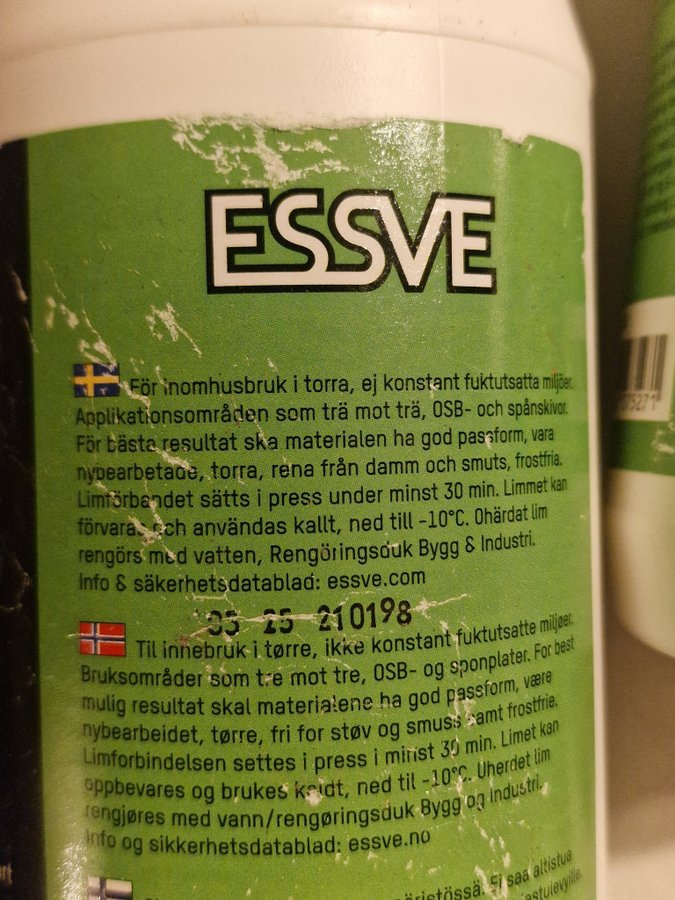 ESSVE
För inomhusbruk i torra, ej konstant fuktutsatta miljöer.
Applikationsområden som trä mot trä, OSB- och spånskivor.
För bästa resultat ska materialen ha god passform, vara
nybearbetade, torra, rena från damm och smuts, frostfria.
Limförbandet sätts i press under minst 30 min. Limmet kan
förvaras och användas kallt, ned till -10°C. Ohärdat lim
rengörs med vatten, Rengöringsduk Bygg & Industri.
Info & säkerhetsdatablad: essve.com
25 210198
Til innebruk i tørre, ikke konstant fuktutsatte miljøer.
Bruksområder som tre mot tre, OSB- og sponplater. For best
mulig resultat skal materialene ha god passform, være
nybearbeidet, tørre, fri for støv og smuss samt frostfrie.
Limforbindelsen settes i press i minst 30 min. Limet kan
oppbevares og brukes kaldt, ned til -10°C. Uherdet lim
rengjøres med vann/rengøringsduk Bygg og Industri.
Info og sikkerhetsdatablad: essve.no
Ei saa altistua